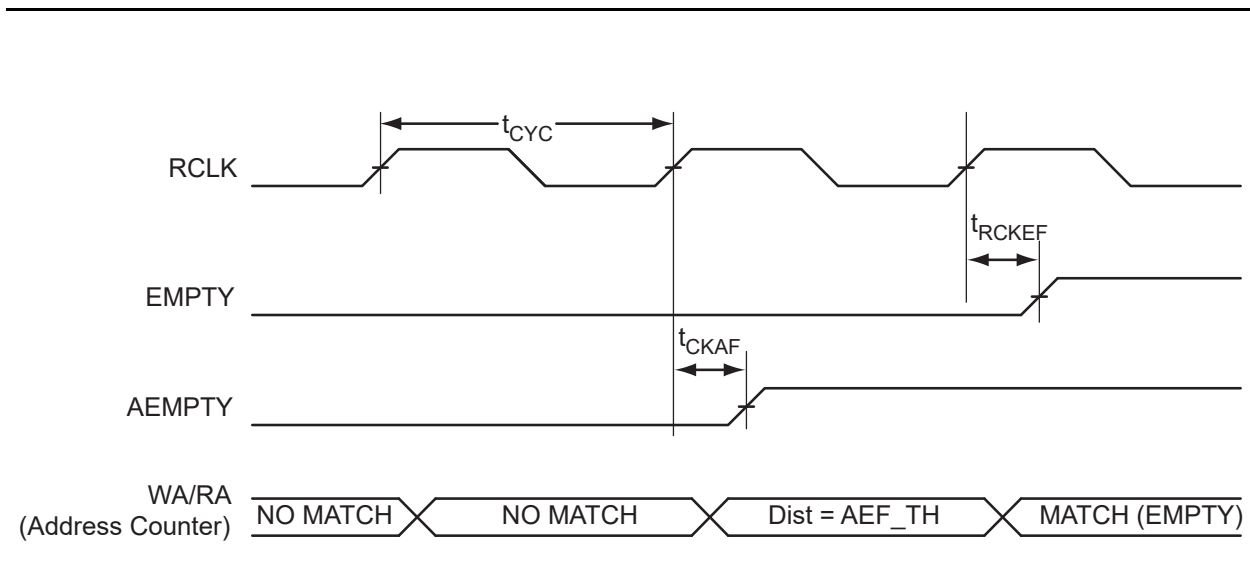 tCYC
RCLK
tRCKEF
EMPTY
tCKAF
AEMPTY
WA/RA
(Address Counter)
NO MATCH
NO MATCH
Dist = AEF_TH
MATCH (EMPTY)